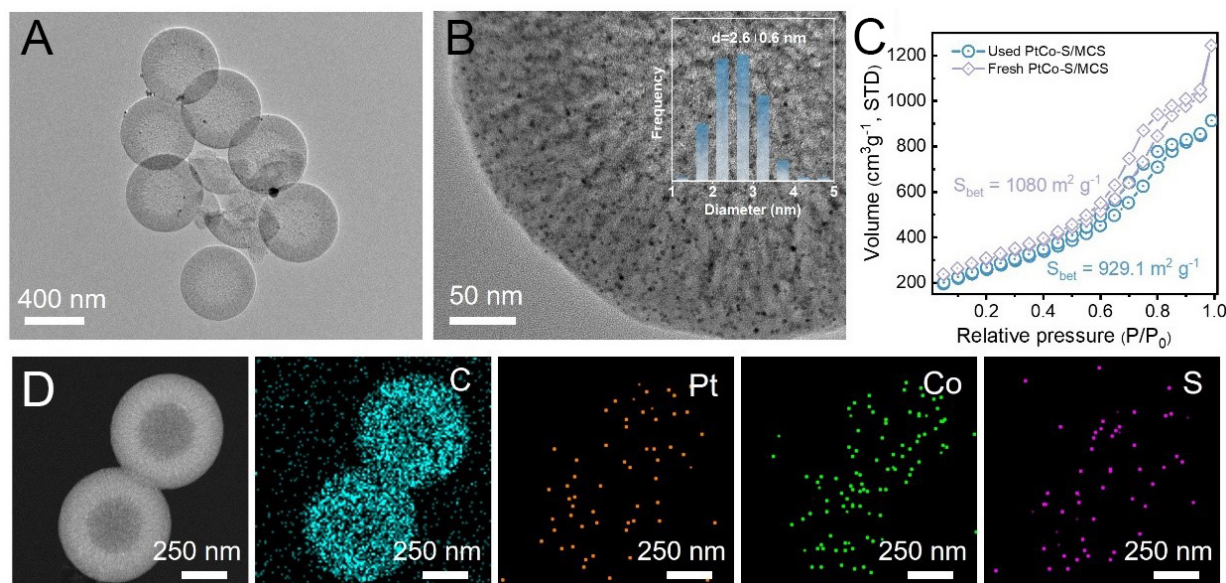 A
400 nm
B
50 nm
d=2.6 0.6 nm
Frequency
1 2 3 4 5
Diameter (nm)
C
Used PtCo-S/MCS
Fresh PtCo-S/MCS
S_bet = 1080 m² g⁻¹
S_bet = 929.1 m² g⁻¹
Volume (cm³g⁻¹, STD)
1200
1000
800
600
400
200
0.2 0.4 0.6 0.8 1.0
Relative pressure (P/P₀)
D
250 nm
C
250 nm
Pt
250 nm
Co
250 nm
S
250 nm